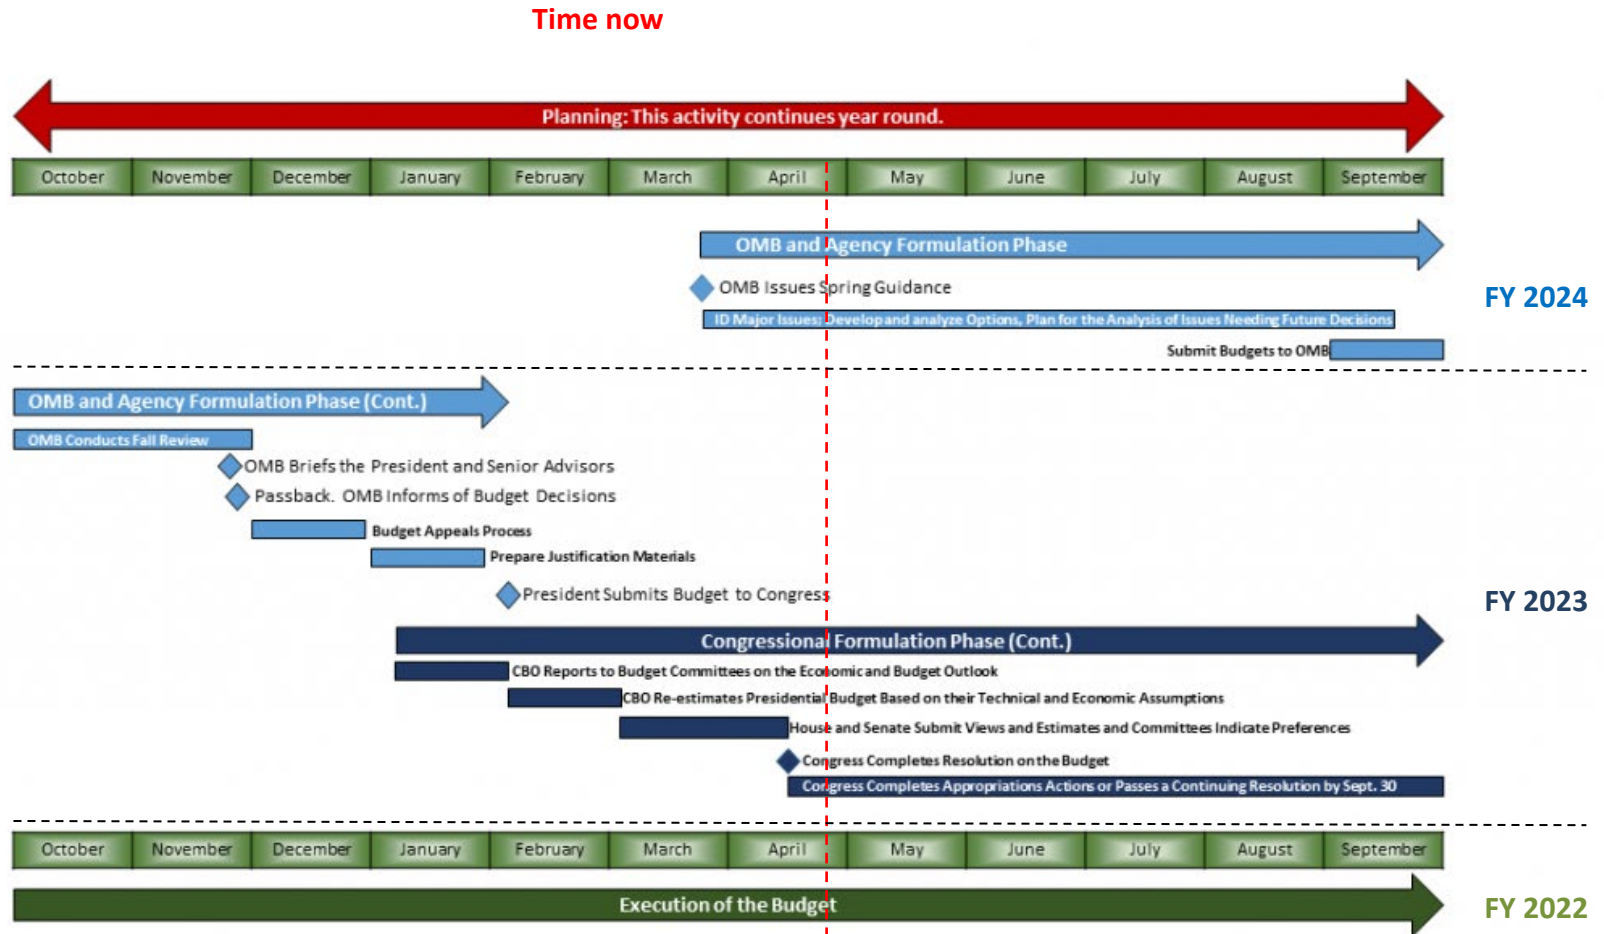 Time now
Planning: This activity continues year round.
October November December January February March April May June July August September
OMB and Agency Formulation Phase
OMB Issues Spring Guidance
FY 2024
ID Major Issues; Develop and analyze Options, Plan for the Analysis of Issues Needing Future Decisions
Submit Budgets to OMB
OMB and Agency Formulation Phase (Cont.)
OMB Conducts Fall Review
OMB Briefs the President and Senior Advisors
Passback. OMB Informs of Budget Decisions
Budget Appeals Process
Prepare Justification Materials
President Submits Budget to Congress
FY 2023
Congressional Formulation Phase (Cont.)
CBO Reports to Budget Committees on the Economic and Budget Outlook
CBO Re-estimates Presidential Budget Based on their Technical and Economic Assumptions
House and Senate Submit Views and Estimates and Committees Indicate Preferences
Congress Completes Resolution on the Budget
Congress Completes Appropriations Actions or Passes a Continuing Resolution by Sept. 30
October November December January February March April May June July August September
Execution of the Budget
FY 2022